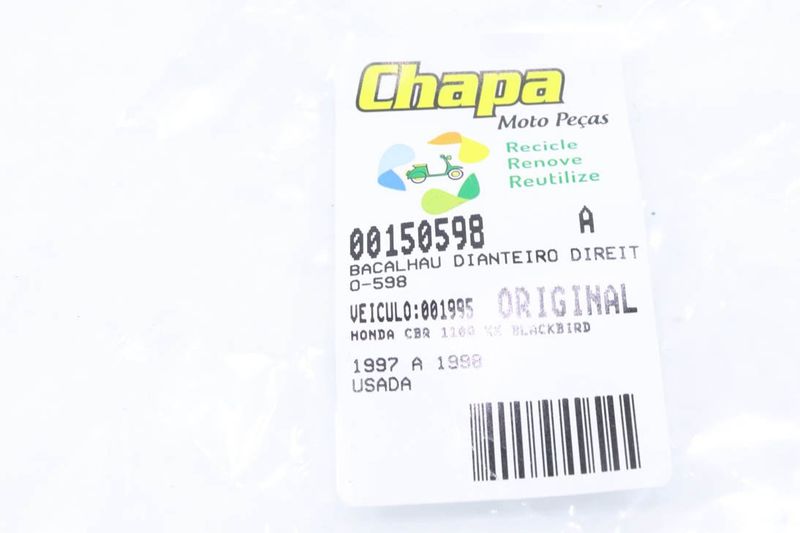 Chapa
Moto Peças
Recicle
Renove
Reutilize
00150598 A
BACALHAU DIANTEIRO DIREIT
O-598
VEICULO:001995 ORIGINAL
HONDA CBR 1100 XX BLACKBIRD
1997 A 1998
USADA